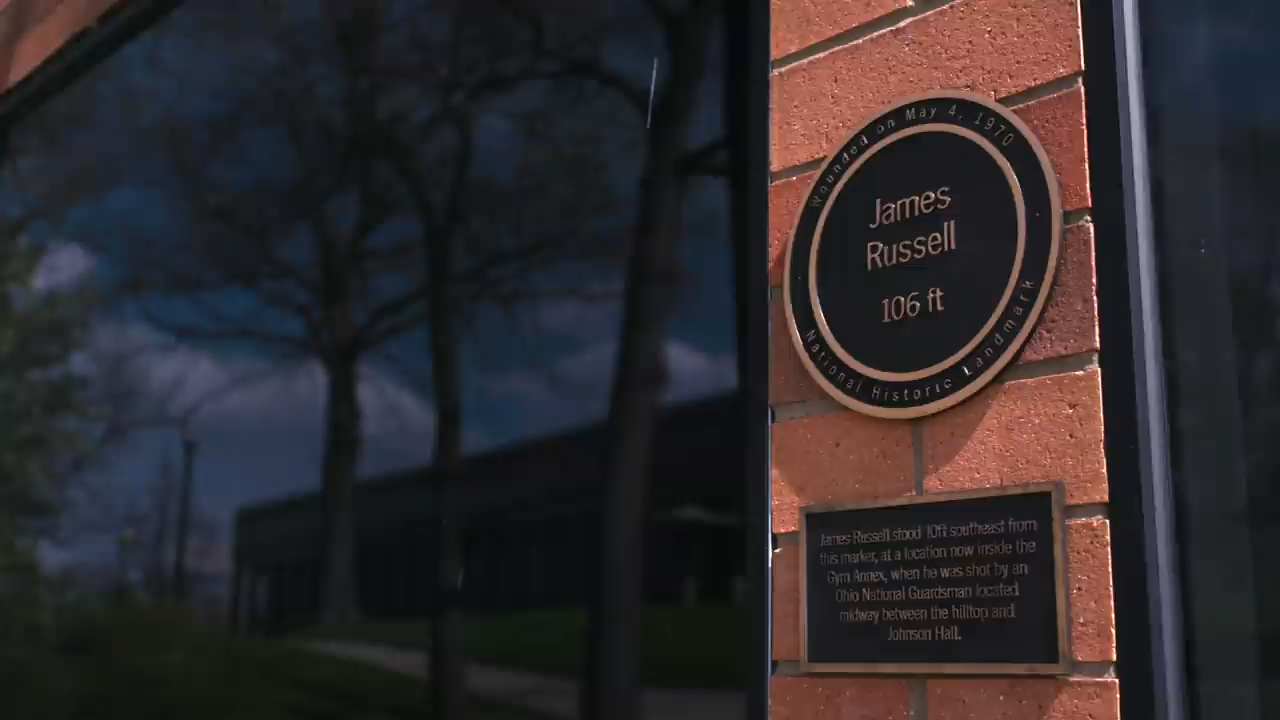 Wounded on May 4, 1970
James
Russell
106 ft
National Historic Landmark
James Russell stood 10ft southeast from
this marker, at a location now inside the
Gym Annex, when he was shot by an
Ohio National Guardsman located
midway between the hilltop and
Johnson Hall.